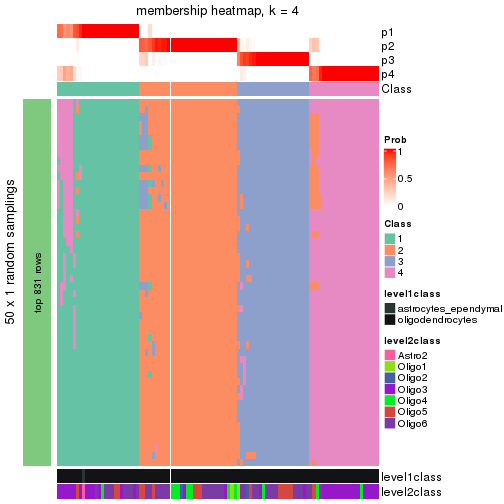 membership heatmap, k = 4
p1
p2
p3
p4
Class
50 x 1 random samplings
top 831 rows
Prob
1
0.5
0
Class
1
2
3
4
level1class
astrocytes_ependymal
oligodendrocytes
level2class
Astro2
Oligo1
Oligo2
Oligo3
Oligo4
Oligo5
Oligo6
level1class
level2class